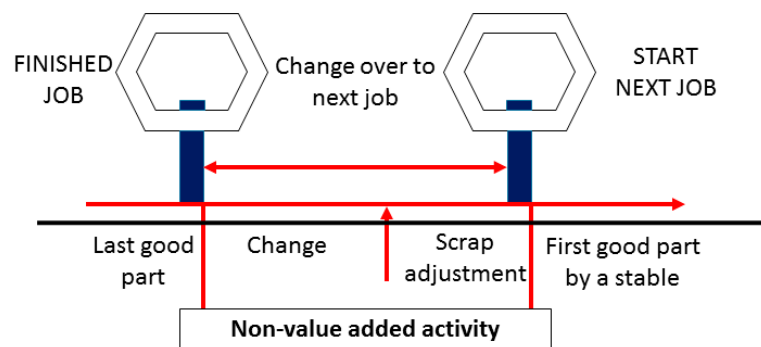 FINISHED
JOB
Change over to
next job
START
NEXT JOB
Last good
part
Change
Scrap
adjustment
First good part
by a stable
Non-value added activity